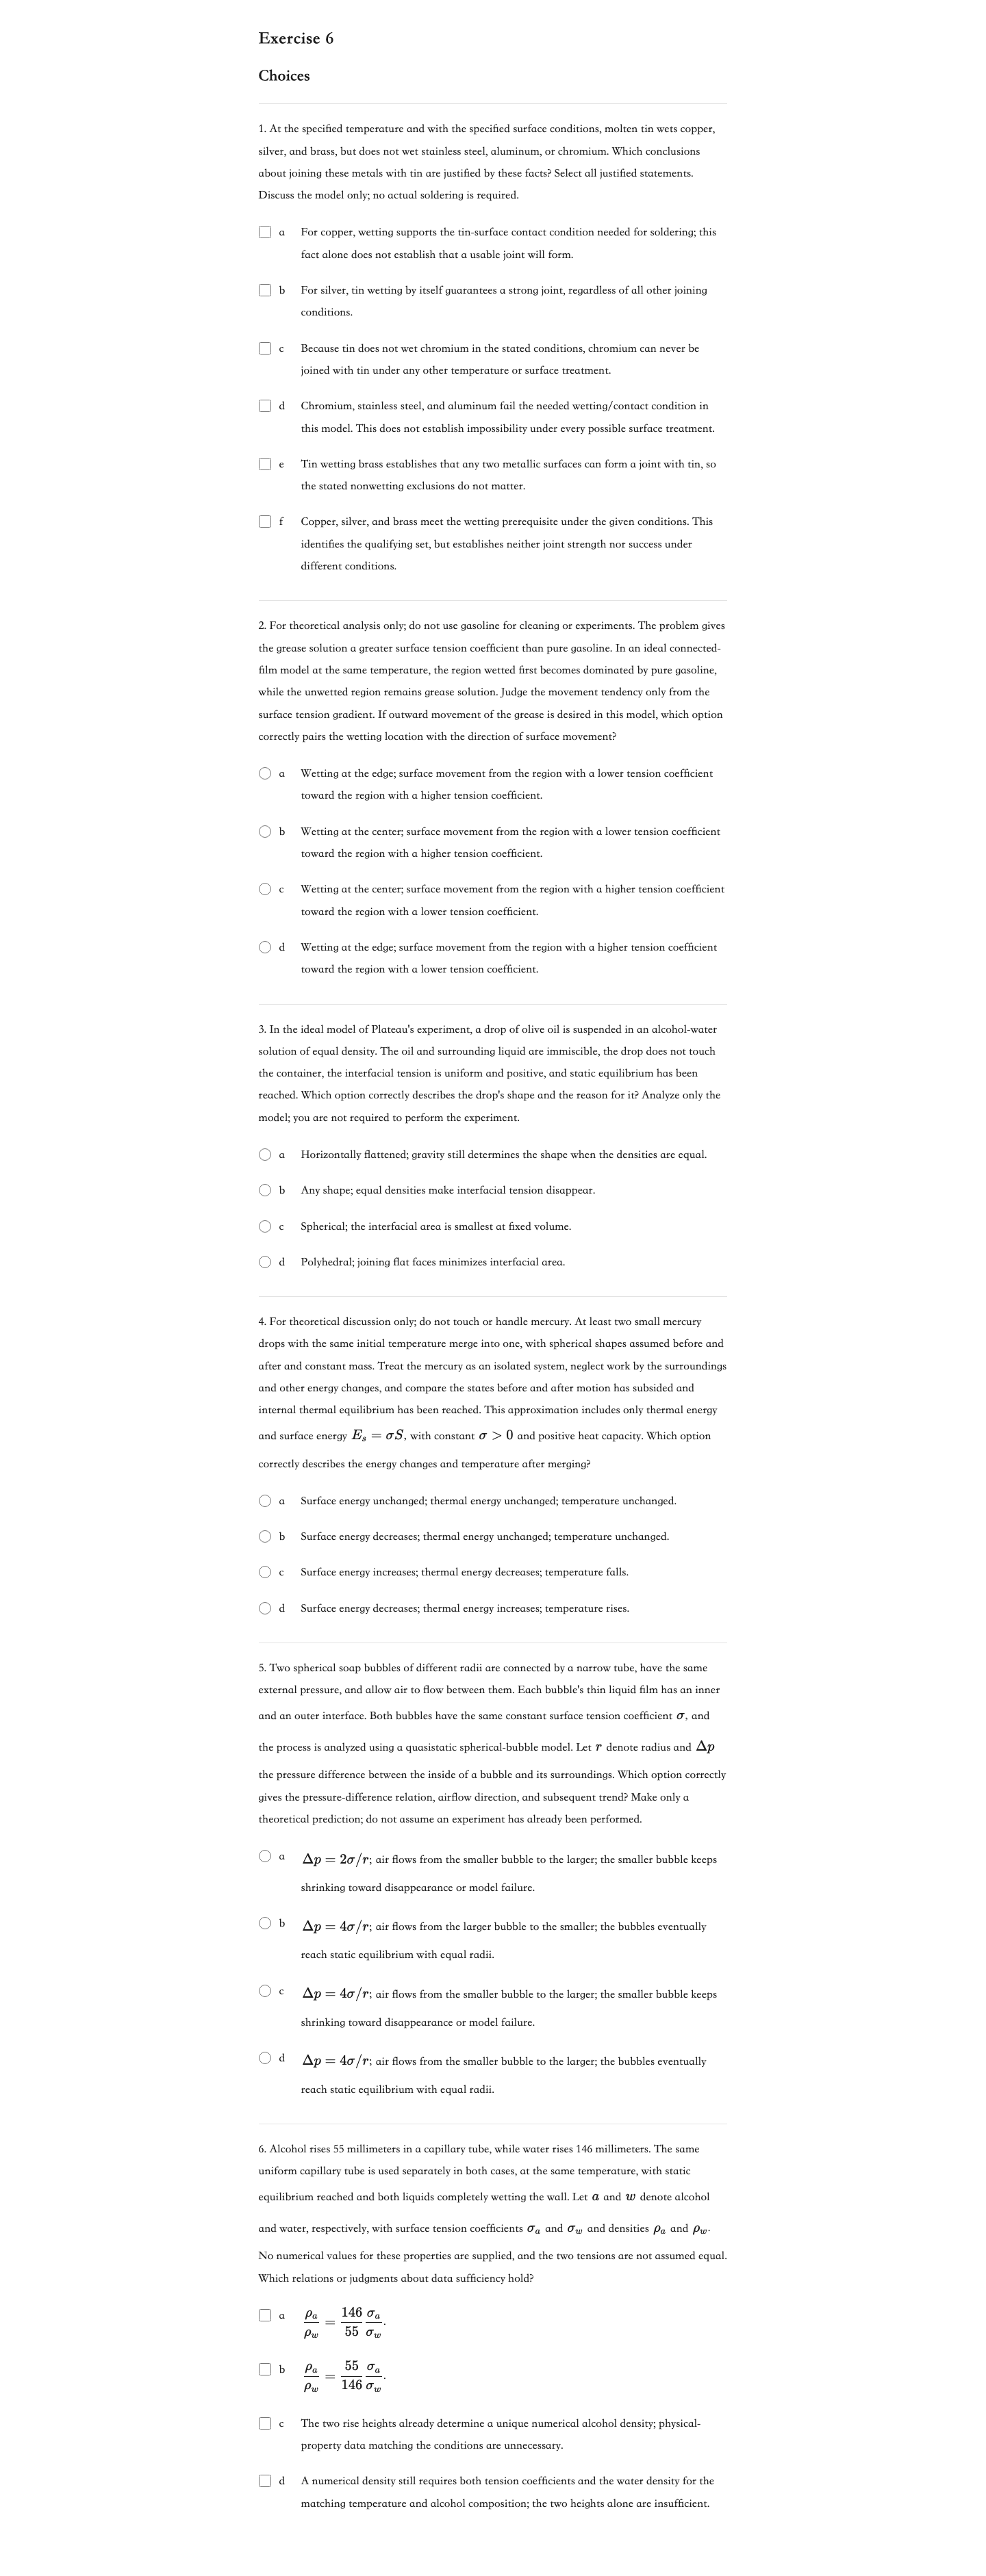 Exercise 6
Choices
1. At the specified temperature and with the specified surface conditions, molten tin wets copper,
silver, and brass, but does not wet stainless steel, aluminum, or chromium. Which conclusions
about joining these metals with tin are justified by these facts? Select all justified statements.
Discuss the model only; no actual soldering is required.
a For copper, wetting supports the tin-surface contact condition needed for soldering; this
fact alone does not establish that a usable joint will form.
b For silver, tin wetting by itself guarantees a strong joint, regardless of all other joining
conditions.
c Because tin does not wet chromium in the stated conditions, chromium can never be
joined with tin under any other temperature or surface treatment.
d Chromium, stainless steel, and aluminum fail the needed wetting/contact condition in
this model. This does not establish impossibility under every possible surface treatment.
e Tin wetting brass establishes that any two metallic surfaces can form a joint with tin, so
the stated nonwetting exclusions do not matter.
f Copper, silver, and brass meet the wetting prerequisite under the given conditions. This
identifies the qualifying set, but establishes neither joint strength nor success under
different conditions.
2. For theoretical analysis only; do not use gasoline for cleaning or experiments. The problem gives
the grease solution a greater surface tension coefficient than pure gasoline. In an ideal connected-
film model at the same temperature, the region wetted first becomes dominated by pure gasoline,
while the unwetted region remains grease solution. Judge the movement tendency only from the
surface tension gradient. If outward movement of the grease is desired in this model, which option
correctly pairs the wetting location with the direction of surface movement?
a Wetting at the edge; surface movement from the region with a lower tension coefficient
toward the region with a higher tension coefficient.
b Wetting at the center; surface movement from the region with a lower tension coefficient
toward the region with a higher tension coefficient.
c Wetting at the center; surface movement from the region with a higher tension coefficient
toward the region with a lower tension coefficient.
d Wetting at the edge; surface movement from the region with a higher tension coefficient
toward the region with a lower tension coefficient.
3. In the ideal model of Plateau's experiment, a drop of olive oil is suspended in an alcohol-water
solution of equal density. The oil and surrounding liquid are immiscible, the drop does not touch
the container, the interfacial tension is uniform and positive, and static equilibrium has been
reached. Which option correctly describes the drop's shape and the reason for it? Analyze only the
model; you are not required to perform the experiment.
a Horizontally flattened; gravity still determines the shape when the densities are equal.
b Any shape; equal densities make interfacial tension disappear.
c Spherical; the interfacial area is smallest at fixed volume.
d Polyhedral; joining flat faces minimizes interfacial area.
4. For theoretical discussion only; do not touch or handle mercury. At least two small mercury
drops with the same initial temperature merge into one, with spherical shapes assumed before and
after and constant mass. Treat the mercury as an isolated system, neglect work by the surroundings
and other energy changes, and compare the states before and after motion has subsided and
internal thermal equilibrium has been reached. This approximation includes only thermal energy
and surface energy E_s = σS, with constant σ > 0 and positive heat capacity. Which option
correctly describes the energy changes and temperature after merging?
a Surface energy unchanged; thermal energy unchanged; temperature unchanged.
b Surface energy decreases; thermal energy unchanged; temperature unchanged.
c Surface energy increases; thermal energy decreases; temperature falls.
d Surface energy decreases; thermal energy increases; temperature rises.
5. Two spherical soap bubbles of different radii are connected by a narrow tube, have the same
external pressure, and allow air to flow between them. Each bubble's thin liquid film has an inner
and an outer interface. Both bubbles have the same constant surface tension coefficient σ, and
the process is analyzed using a quasistatic spherical-bubble model. Let r denote radius and Δp
the pressure difference between the inside of a bubble and its surroundings. Which option correctly
gives the pressure-difference relation, airflow direction, and subsequent trend? Make only a
theoretical prediction; do not assume an experiment has already been performed.
a Δp = 2σ/r; air flows from the smaller bubble to the larger; the smaller bubble keeps
shrinking toward disappearance or model failure.
b Δp = 4σ/r; air flows from the larger bubble to the smaller; the bubbles eventually
reach static equilibrium with equal radii.
c Δp = 4σ/r; air flows from the smaller bubble to the larger; the smaller bubble keeps
shrinking toward disappearance or model failure.
d Δp = 4σ/r; air flows from the smaller bubble to the larger; the bubbles eventually
reach static equilibrium with equal radii.
6. Alcohol rises 55 millimeters in a capillary tube, while water rises 146 millimeters. The same
uniform capillary tube is used separately in both cases, at the same temperature, with static
equilibrium reached and both liquids completely wetting the wall. Let a and w denote alcohol
and water, respectively, with surface tension coefficients σ_a and σ_w and densities ρ_a and ρ_w.
No numerical values for these properties are supplied, and the two tensions are not assumed equal.
Which relations or judgments about data sufficiency hold?
a ρ_a/ρ_w = 146/55 σ_a/σ_w.
b ρ_a/ρ_w = 55/146 σ_a/σ_w.
c The two rise heights already determine a unique numerical alcohol density; physical-
property data matching the conditions are unnecessary.
d A numerical density still requires both tension coefficients and the water density for the
matching temperature and alcohol composition; the two heights alone are insufficient.